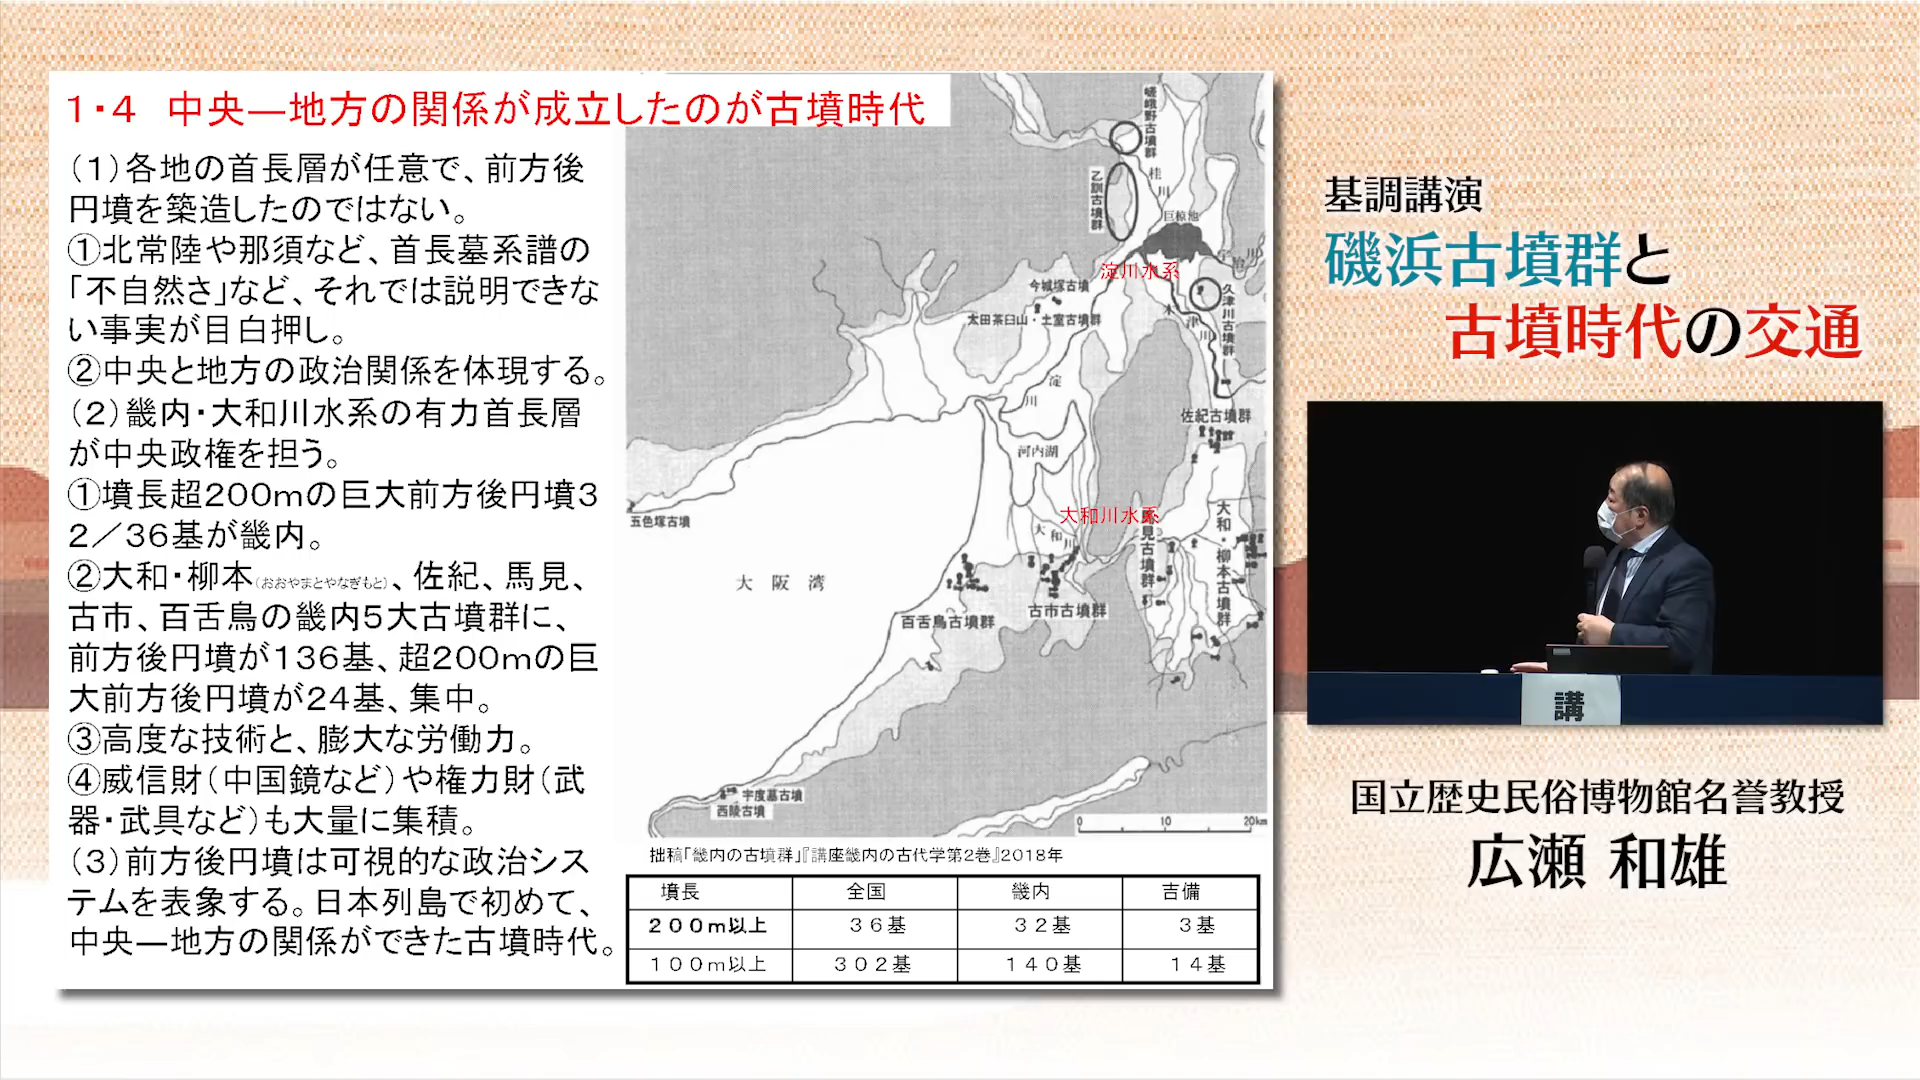 1・4　中央―地方の関係が成立したのが古墳時代
（1）各地の首長層が任意で、前方後
円墳を築造したのではない。
①北常陸や那須など、首長墓系譜の
「不自然さ」など、それでは説明できな
い事実が目白押し。
②中央と地方の政治関係を体現する。
（2）畿内・大和川水系の有力首長層
が中央政権を担う。
①墳長超200mの巨大前方後円墳3
2／36基が畿内。
②大和・柳本（おおやまとやなぎもと）、佐紀、馬見、
古市、百舌鳥の畿内5大古墳群に、
前方後円墳が136基、超200mの巨
大前方後円墳が24基、集中。
③高度な技術と、膨大な労働力。
④威信財（中国鏡など）や権力財（武
器・武具など）も大量に集積。
（3）前方後円墳は可視的な政治シス
テムを表象する。日本列島で初めて、
中央―地方の関係ができた古墳時代。
嵯峨野古墳群
乙訓古墳群
桂川
巨椋池
宇治川
淀川水系
今城塚古墳
太田茶臼山・土室古墳群
久津川古墳群
木津川
淀川
佐紀古墳群
河内湖
五色塚古墳
大和川水系
大和川
見古墳群
大和・柳本古墳群
大阪湾
百舌鳥古墳群
古市古墳群
宇度墓古墳
西陵古墳
0 10 20km
拙稿「畿内の古墳群」『講座畿内の古代学第2巻』2018年
墳長 全国 畿内 吉備
200m以上 36基 32基 3基
100m以上 302基 140基 14基
基調講演
磯浜古墳群と
古墳時代の交通
講
国立歴史民俗博物館名誉教授
広瀬 和雄